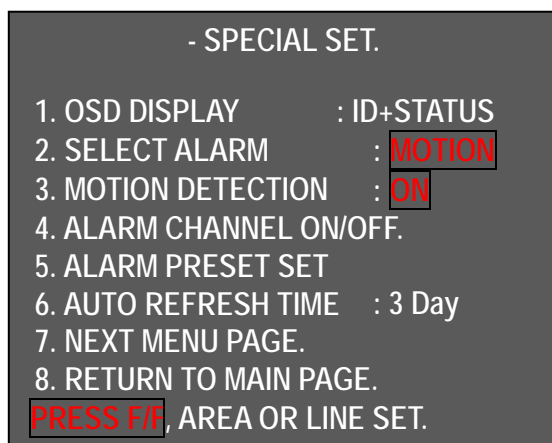 - SPECIAL SET.
1. OSD DISPLAY : ID+STATUS
2. SELECT ALARM : MOTION
3. MOTION DETECTION : ON
4. ALARM CHANNEL ON/OFF.
5. ALARM PRESET SET
6. AUTO REFRESH TIME : 3 Day
7. NEXT MENU PAGE.
8. RETURN TO MAIN PAGE.
PRESS F/F, AREA OR LINE SET.